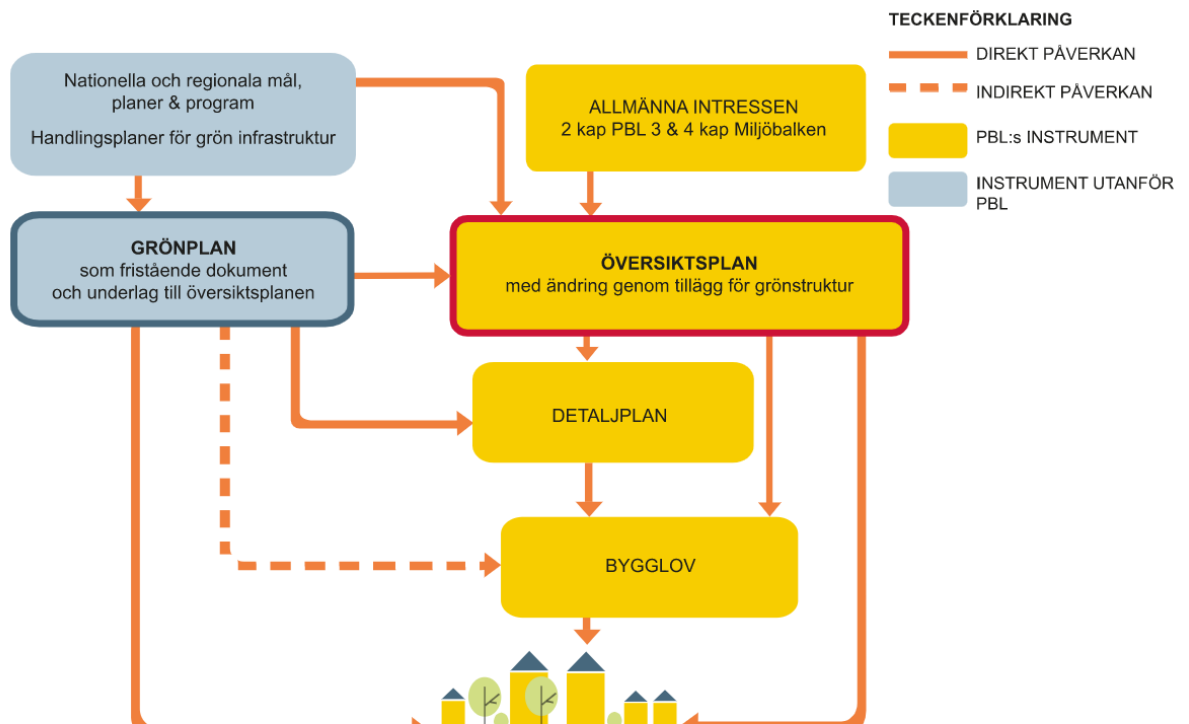 TECKENFÖRKLARING
DIREKT PÅVERKAN
INDIREKT PÅVERKAN
PBL:s INSTRUMENT
INSTRUMENT UTANFÖR
PBL
Nationella och regionala mål,
planer & program
Handlingsplaner för grön infrastruktur
ALLMÄNNA INTRESSEN
2 kap PBL 3 & 4 kap Miljöbalken
GRÖNPLAN
som fristående dokument
och underlag till översiktsplanen
ÖVERSIKTSPLAN
med ändring genom tillägg för grönstruktur
DETALJPLAN
BYGGLOV